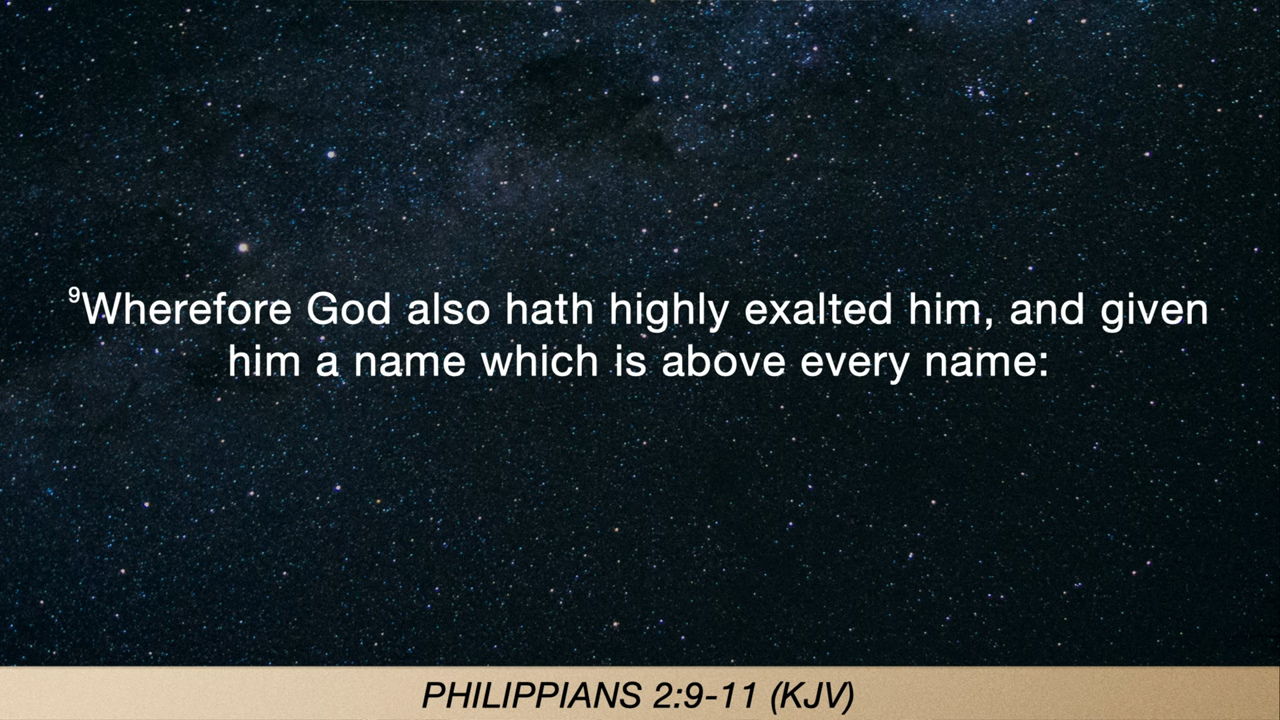 ⁹Wherefore God also hath highly exalted him, and given
him a name which is above every name:
PHILIPPIANS 2:9-11 (KJV)